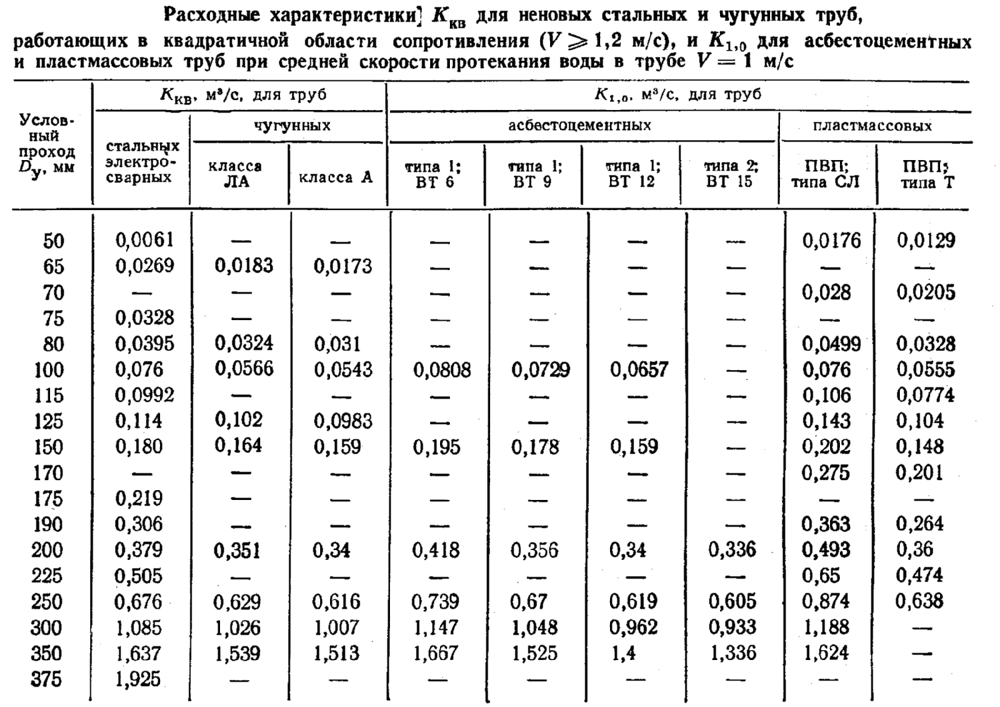 Расходные характеристики] Kкв для неновых стальных и чугунных труб,
работающих в квадратичной области сопротивления (V ⩾ 1,2 м/с), и K1,0 для асбестоцементных
и пластмассовых труб при средней скорости протекания воды в трубе V = 1 м/с
Условный проход Dу, мм
Kкв, м³/с, для труб
K1,0, м³/с, для труб
стальных электросварных
чугунных
асбестоцементных
пластмассовых
класса ЛА
класса А
типа 1; ВТ 6
типа 1; ВТ 9
типа 1; ВТ 12
типа 2; ВТ 15
ПВП; типа СЛ
ПВП; типа Т
50 0,0061 — — — — — — 0,0176 0,0129
65 0,0269 0,0183 0,0173 — — — — — —
70 — — — — — — — 0,028 0,0205
75 0,0328 — — — — — — — —
80 0,0395 0,0324 0,031 — — — — 0,0499 0,0328
100 0,076 0,0566 0,0543 0,0808 0,0729 0,0657 — 0,076 0,0555
115 0,0992 — — — — — — 0,106 0,0774
125 0,114 0,102 0,0983 — — — — 0,143 0,104
150 0,180 0,164 0,159 0,195 0,178 0,159 — 0,202 0,148
170 — — — — — — — 0,275 0,201
175 0,219 — — — — — — — —
190 0,306 — — — — — — 0,363 0,264
200 0,379 0,351 0,34 0,418 0,356 0,34 0,336 0,493 0,36
225 0,505 — — — — — — 0,65 0,474
250 0,676 0,629 0,616 0,739 0,67 0,619 0,605 0,874 0,638
300 1,085 1,026 1,007 1,147 1,048 0,962 0,933 1,188 —
350 1,637 1,539 1,513 1,667 1,525 1,4 1,336 1,624 —
375 1,925 — — — — — — — —